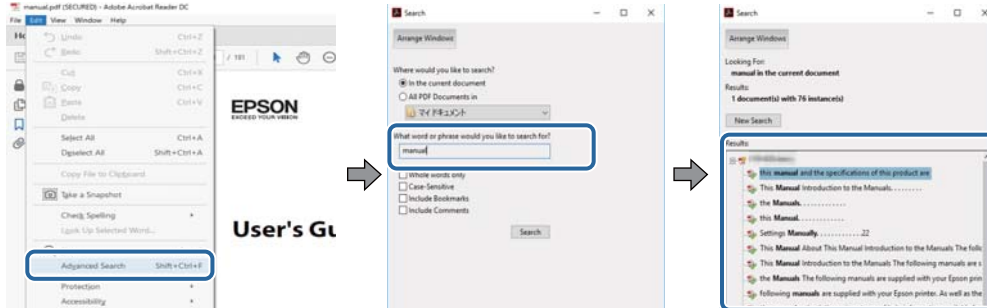 manual.pdf (SECURED) - Adobe Acrobat Reader DC
File Edit View Window Help
Undo Ctrl+Z
Redo Shift+Ctrl+Z
Cut Ctrl+X
Copy Ctrl+C
Paste Ctrl+V
Delete
Select All Ctrl+A
Deselect All Shift+Ctrl+A
Copy File to Clipboard
Take a Snapshot
Check Spelling
Look Up Selected Word...
Advanced Search Shift+Ctrl+F
Protection
Accessibility
/ 181
EPSON
EXCEED YOUR VISION
User's Gu
Search
Arrange Windows
Where would you like to search?
In the current document
All PDF Documents in
マイ ドキュメント
What word or phrase would you like to search for?
manual
Whole words only
Case-Sensitive
Include Bookmarks
Include Comments
Search
Search
Arrange Windows
Looking For:
manual in the current document
Results:
1 document(s) with 76 instance(s)
New Search
Results:
this manual and the specifications of this product are
This Manual Introduction to the Manuals. . . . . . . . .
the Manuals. . . . . . . . . . . . .
this Manual. . . . . . . . . . . . .
Settings Manually. . . . . . . . . . . . .22
This Manual About This Manual Introduction to the Manuals The follo
This Manual Introduction to the Manuals The following manuals are s
the Manuals The following manuals are supplied with your Epson prin
following manuals are supplied with your Epson printer. As well as the